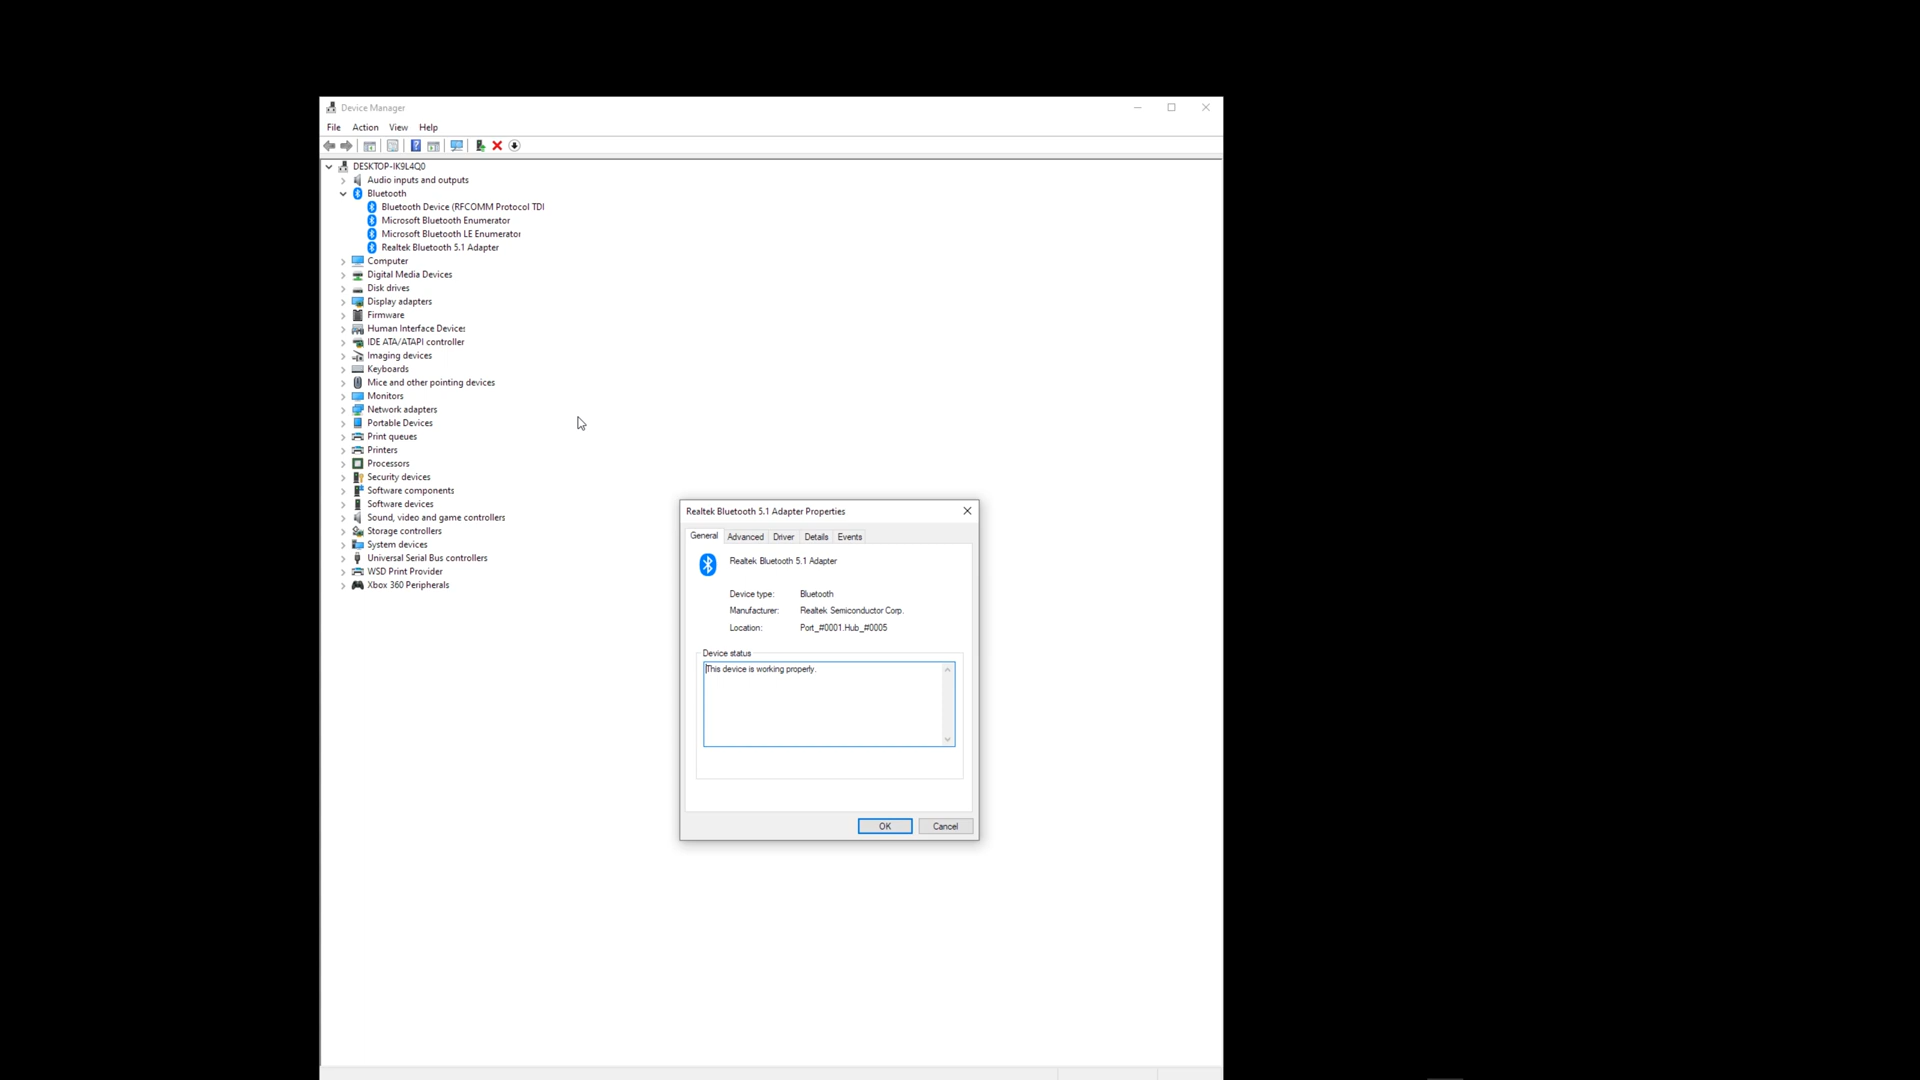 Device Manager
File Action View Help
DESKTOP-IK9L4Q0
Audio inputs and outputs
Bluetooth
Bluetooth Device (RFCOMM Protocol TDI
Microsoft Bluetooth Enumerator
Microsoft Bluetooth LE Enumerator
Realtek Bluetooth 5.1 Adapter
Computer
Digital Media Devices
Disk drives
Display adapters
Firmware
Human Interface Devices
IDE ATA/ATAPI controller
Imaging devices
Keyboards
Mice and other pointing devices
Monitors
Network adapters
Portable Devices
Print queues
Printers
Processors
Security devices
Software components
Software devices
Sound, video and game controllers
Storage controllers
System devices
Universal Serial Bus controllers
WSD Print Provider
Xbox 360 Peripherals
Realtek Bluetooth 5.1 Adapter Properties
General Advanced Driver Details Events
Realtek Bluetooth 5.1 Adapter
Device type: Bluetooth
Manufacturer: Realtek Semiconductor Corp.
Location: Port_#0001.Hub_#0005
Device status
This device is working properly.
OK Cancel